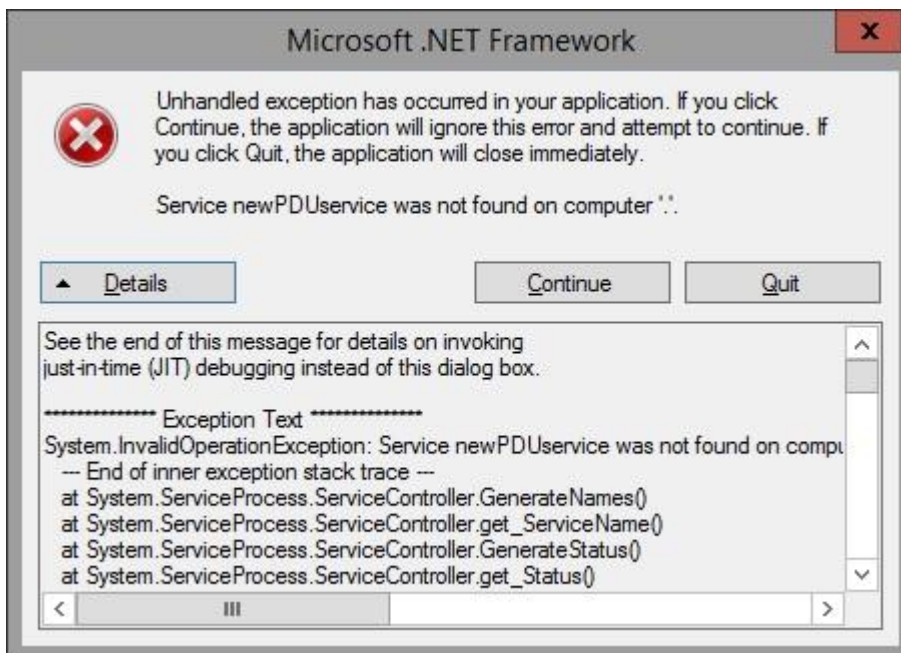 Microsoft .NET Framework
x
Unhandled exception has occurred in your application. If you click
Continue, the application will ignore this error and attempt to continue. If
you click Quit, the application will close immediately.
Service newPDUservice was not found on computer '.'.
Details
Continue
Quit
See the end of this message for details on invoking
just-in-time (JIT) debugging instead of this dialog box.
************** Exception Text **************
System.InvalidOperationException: Service newPDUservice was not found on compu
--- End of inner exception stack trace ---
at System.ServiceProcess.ServiceController.GenerateNames()
at System.ServiceProcess.ServiceController.get_ServiceName()
at System.ServiceProcess.ServiceController.GenerateStatus()
at System.ServiceProcess.ServiceController.get_Status()